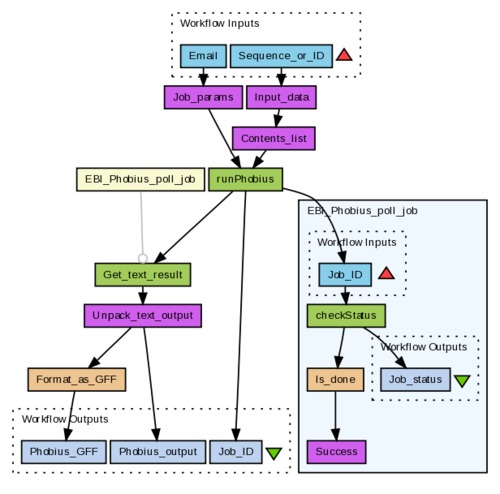 Workflow Inputs
Email
Sequence_or_ID
Job_params
Input_data
Contents_list
EBI_Phobius_poll_job
runPhobius
EBI_Phobius_poll_job
Workflow Inputs
Get_text_result
Job_ID
Unpack_text_output
checkStatus
Workflow Outputs
Format_as_GFF
Is_done
Job_status
Workflow Outputs
Phobius_GFF
Phobius_output
Job_ID
Success